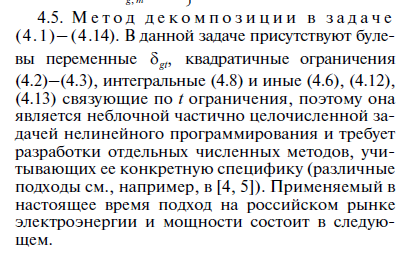 4.5. Метод декомпозиции в задаче
(4.1)–(4.14). В данной задаче присутствуют буле-
вы переменные δgt, квадратичные ограничения
(4.2)–(4.3), интегральные (4.8) и иные (4.6), (4.12),
(4.13) связующие по t ограничения, поэтому она
является неблочной частично целочисленной за-
дачей нелинейного программирования и требует
разработки отдельных численных методов, учи-
тывающих ее конкретную специфику (различные
подходы см., например, в [4, 5]). Применяемый в
настоящее время подход на российском рынке
электроэнергии и мощности состоит в следую-
щем.